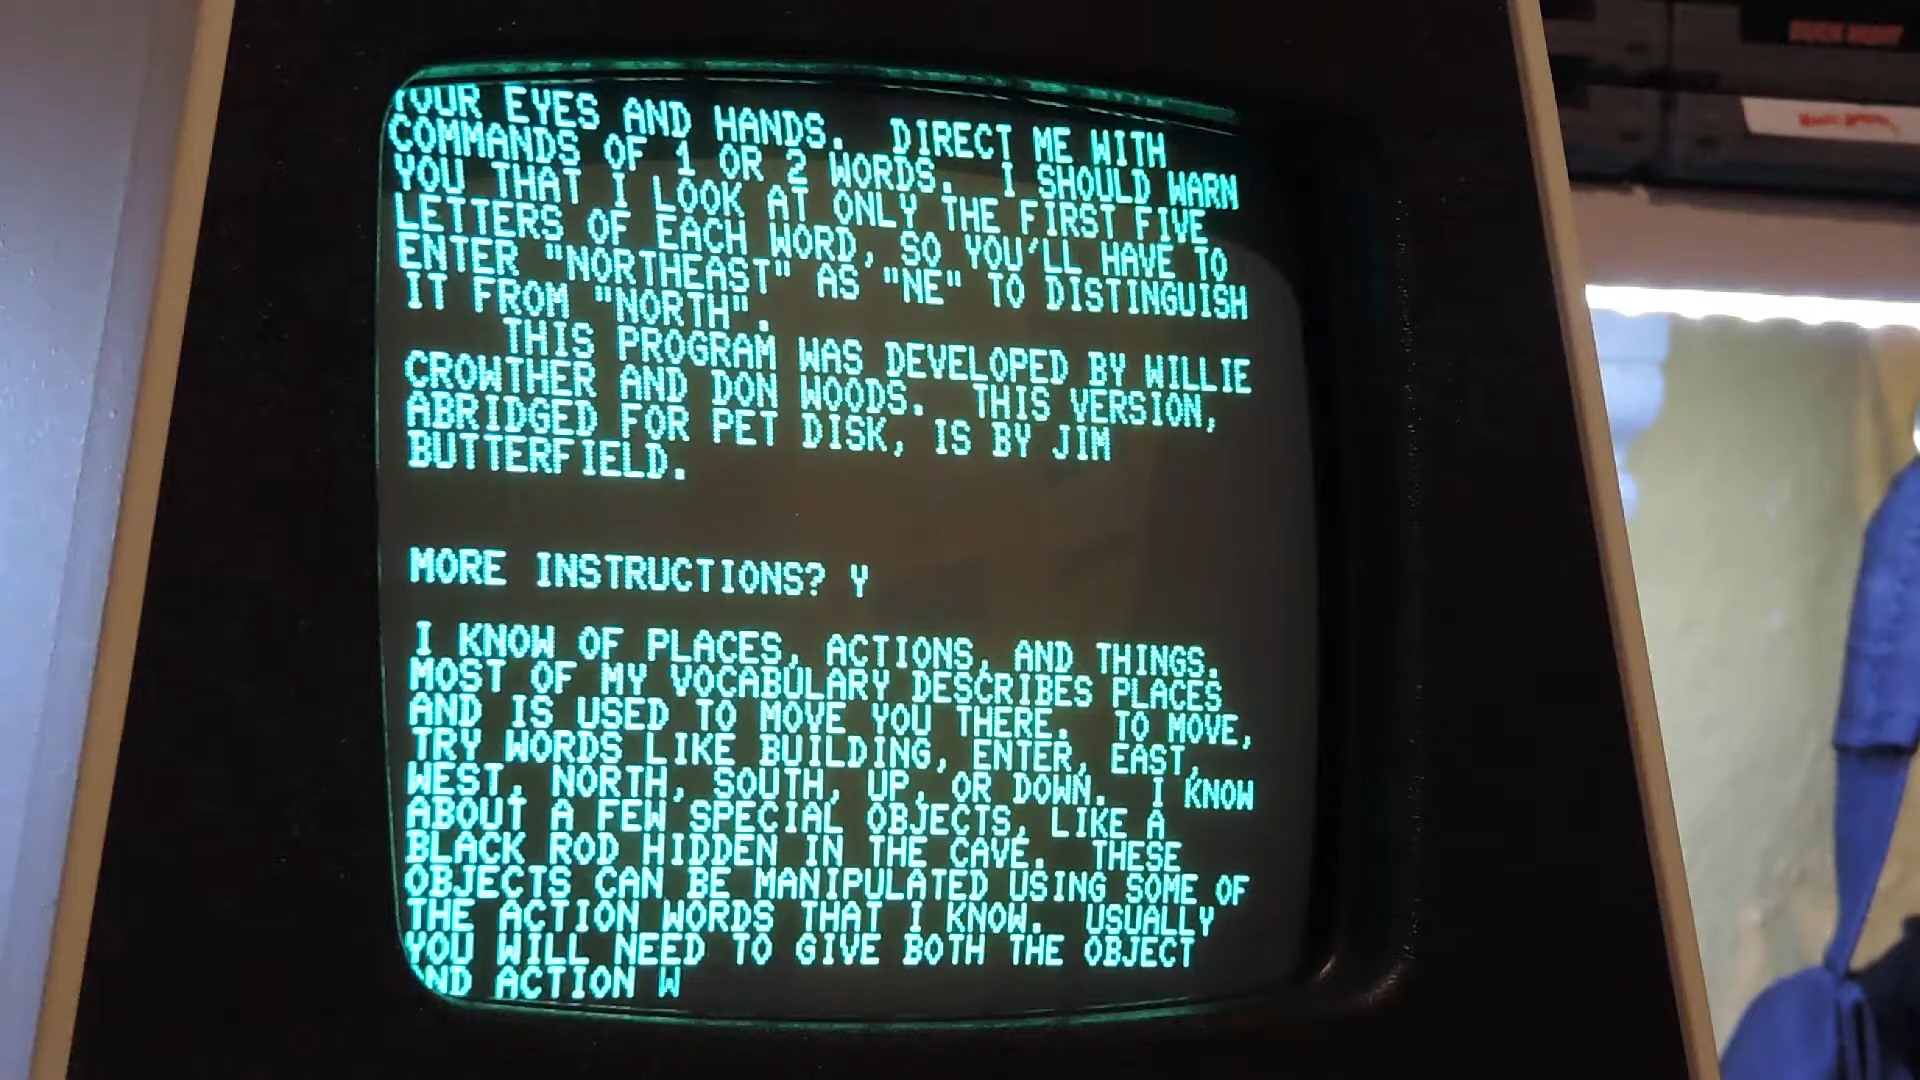 YOUR EYES AND HANDS.  DIRECT ME WITH
COMMANDS OF 1 OR 2 WORDS.  I SHOULD WARN
YOU THAT I LOOK AT ONLY THE FIRST FIVE
LETTERS OF EACH WORD, SO YOU'LL HAVE TO
ENTER "NORTHEAST" AS "NE" TO DISTINGUISH
IT FROM "NORTH".
THIS PROGRAM WAS DEVELOPED BY WILLIE
CROWTHER AND DON WOODS.  THIS VERSION,
ABRIDGED FOR PET DISK, IS BY JIM
BUTTERFIELD.
MORE INSTRUCTIONS? Y
I KNOW OF PLACES, ACTIONS, AND THINGS.
MOST OF MY VOCABULARY DESCRIBES PLACES
AND IS USED TO MOVE YOU THERE.  TO MOVE,
TRY WORDS LIKE BUILDING, ENTER, EAST,
WEST, NORTH, SOUTH, UP, OR DOWN.  I KNOW
ABOUT A FEW SPECIAL OBJECTS, LIKE A
BLACK ROD HIDDEN IN THE CAVE.  THESE
OBJECTS CAN BE MANIPULATED USING SOME OF
THE ACTION WORDS THAT I KNOW.  USUALLY
YOU WILL NEED TO GIVE BOTH THE OBJECT
AND ACTION W